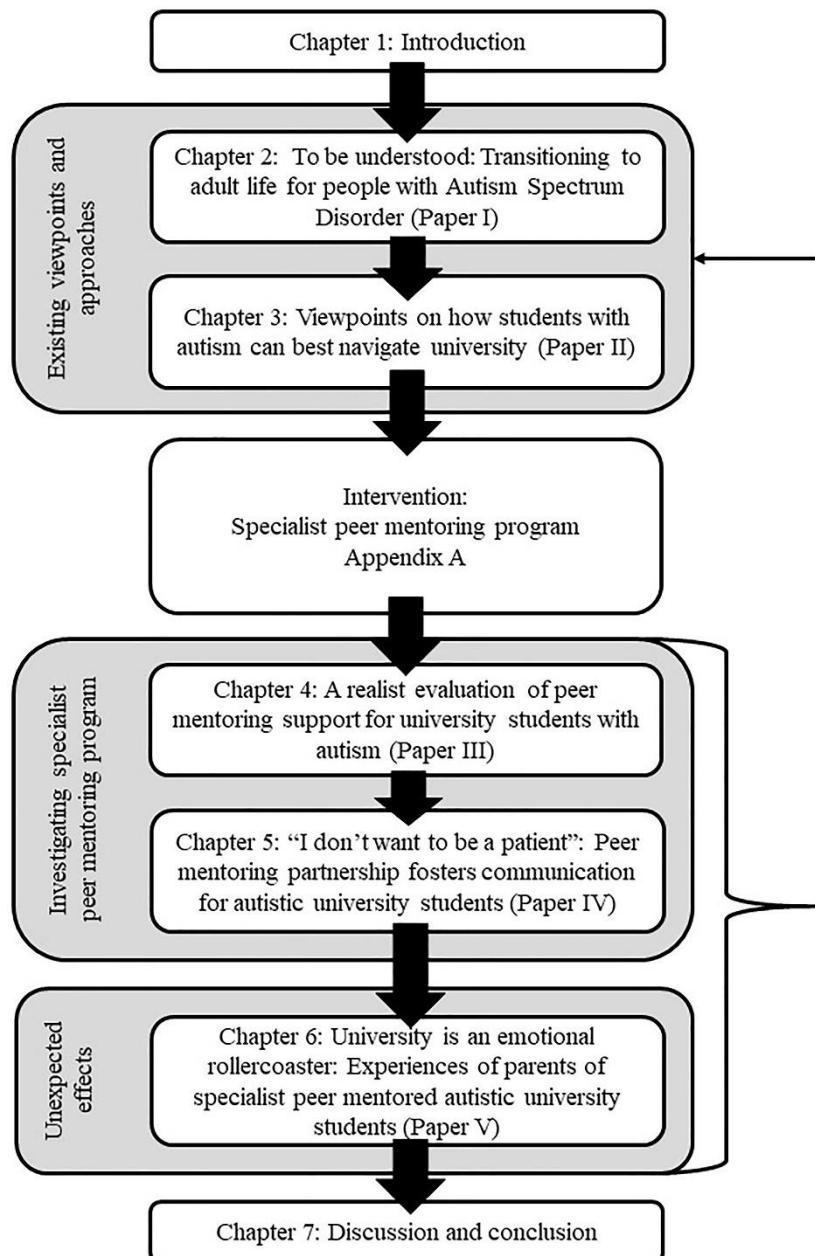 Chapter 1: Introduction
Existing viewpoints and
approaches
Chapter 2: To be understood: Transitioning to
adult life for people with Autism Spectrum
Disorder (Paper I)
Chapter 3: Viewpoints on how students with
autism can best navigate university (Paper II)
Intervention:
Specialist peer mentoring program
Appendix A
Investigating specialist
peer mentoring program
Chapter 4: A realist evaluation of peer
mentoring support for university students with
autism (Paper III)
Chapter 5: “I don’t want to be a patient”: Peer
mentoring partnership fosters communication
for autistic university students (Paper IV)
Unexpected
effects
Chapter 6: University is an emotional
rollercoaster: Experiences of parents of
specialist peer mentored autistic university
students (Paper V)
Chapter 7: Discussion and conclusion